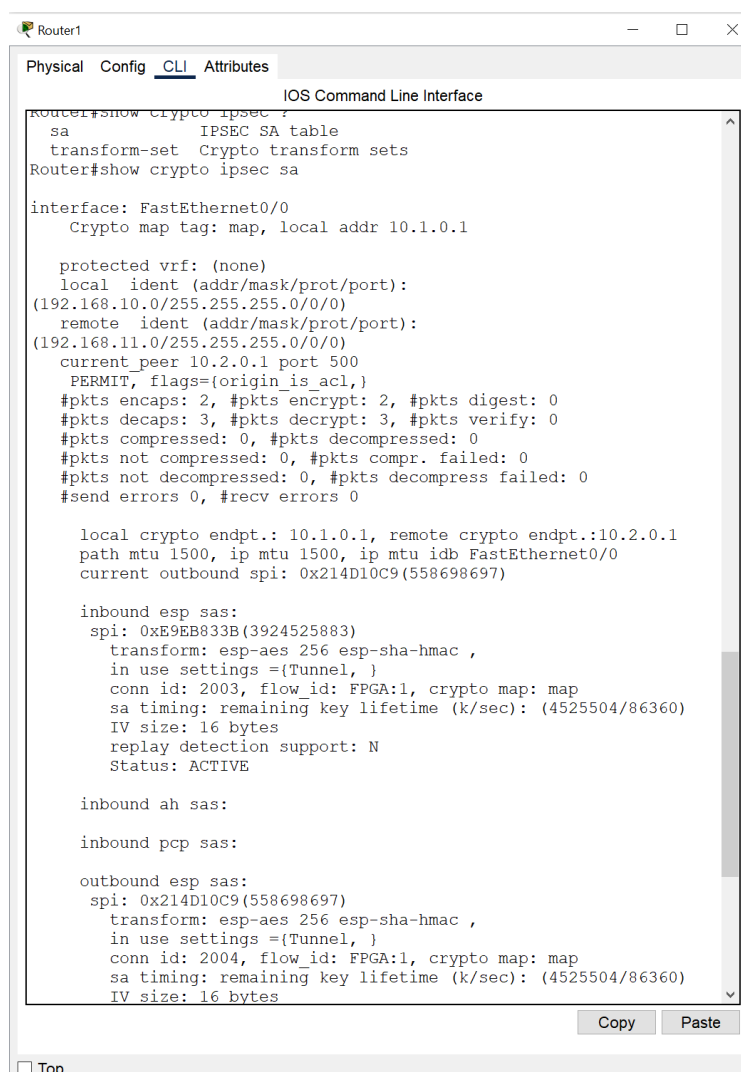 Router1
Physical Config CLI Attributes
IOS Command Line Interface
Router#show crypto ipsec ?
sa IPSEC SA table
transform-set Crypto transform sets
Router#show crypto ipsec sa
interface: FastEthernet0/0
Crypto map tag: map, local addr 10.1.0.1
protected vrf: (none)
local ident (addr/mask/prot/port):
(192.168.10.0/255.255.255.0/0/0)
remote ident (addr/mask/prot/port):
(192.168.11.0/255.255.255.0/0/0)
current_peer 10.2.0.1 port 500
PERMIT, flags={origin_is_acl,}
#pkts encaps: 2, #pkts encrypt: 2, #pkts digest: 0
#pkts decaps: 3, #pkts decrypt: 3, #pkts verify: 0
#pkts compressed: 0, #pkts decompressed: 0
#pkts not compressed: 0, #pkts compr. failed: 0
#pkts not decompressed: 0, #pkts decompress failed: 0
#send errors 0, #recv errors 0
local crypto endpt.: 10.1.0.1, remote crypto endpt.:10.2.0.1
path mtu 1500, ip mtu 1500, ip mtu idb FastEthernet0/0
current outbound spi: 0x214D10C9(558698697)
inbound esp sas:
spi: 0xE9EB833B(3924525883)
transform: esp-aes 256 esp-sha-hmac ,
in use settings ={Tunnel, }
conn id: 2003, flow_id: FPGA:1, crypto map: map
sa timing: remaining key lifetime (k/sec): (4525504/86360)
IV size: 16 bytes
replay detection support: N
Status: ACTIVE
inbound ah sas:
inbound pcp sas:
outbound esp sas:
spi: 0x214D10C9(558698697)
transform: esp-aes 256 esp-sha-hmac ,
in use settings ={Tunnel, }
conn id: 2004, flow_id: FPGA:1, crypto map: map
sa timing: remaining key lifetime (k/sec): (4525504/86360)
IV size: 16 bytes
Copy Paste
Top